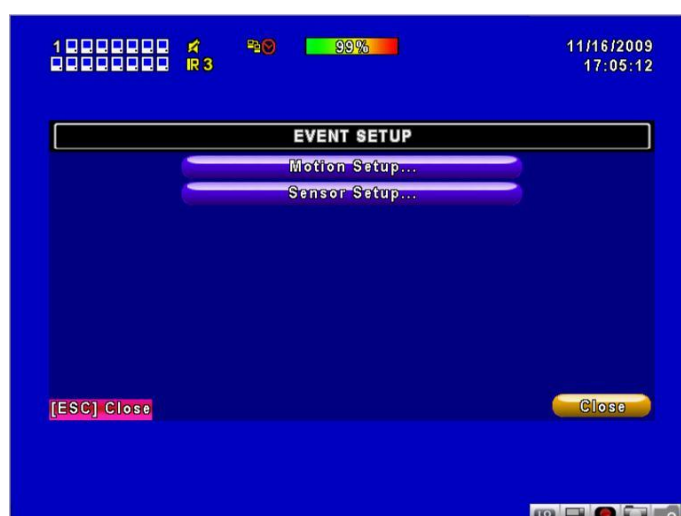 1 99% 11/16/2009
IR 3 17:05:12
EVENT SETUP
Motion Setup...
Sensor Setup...
[ESC] Close Close